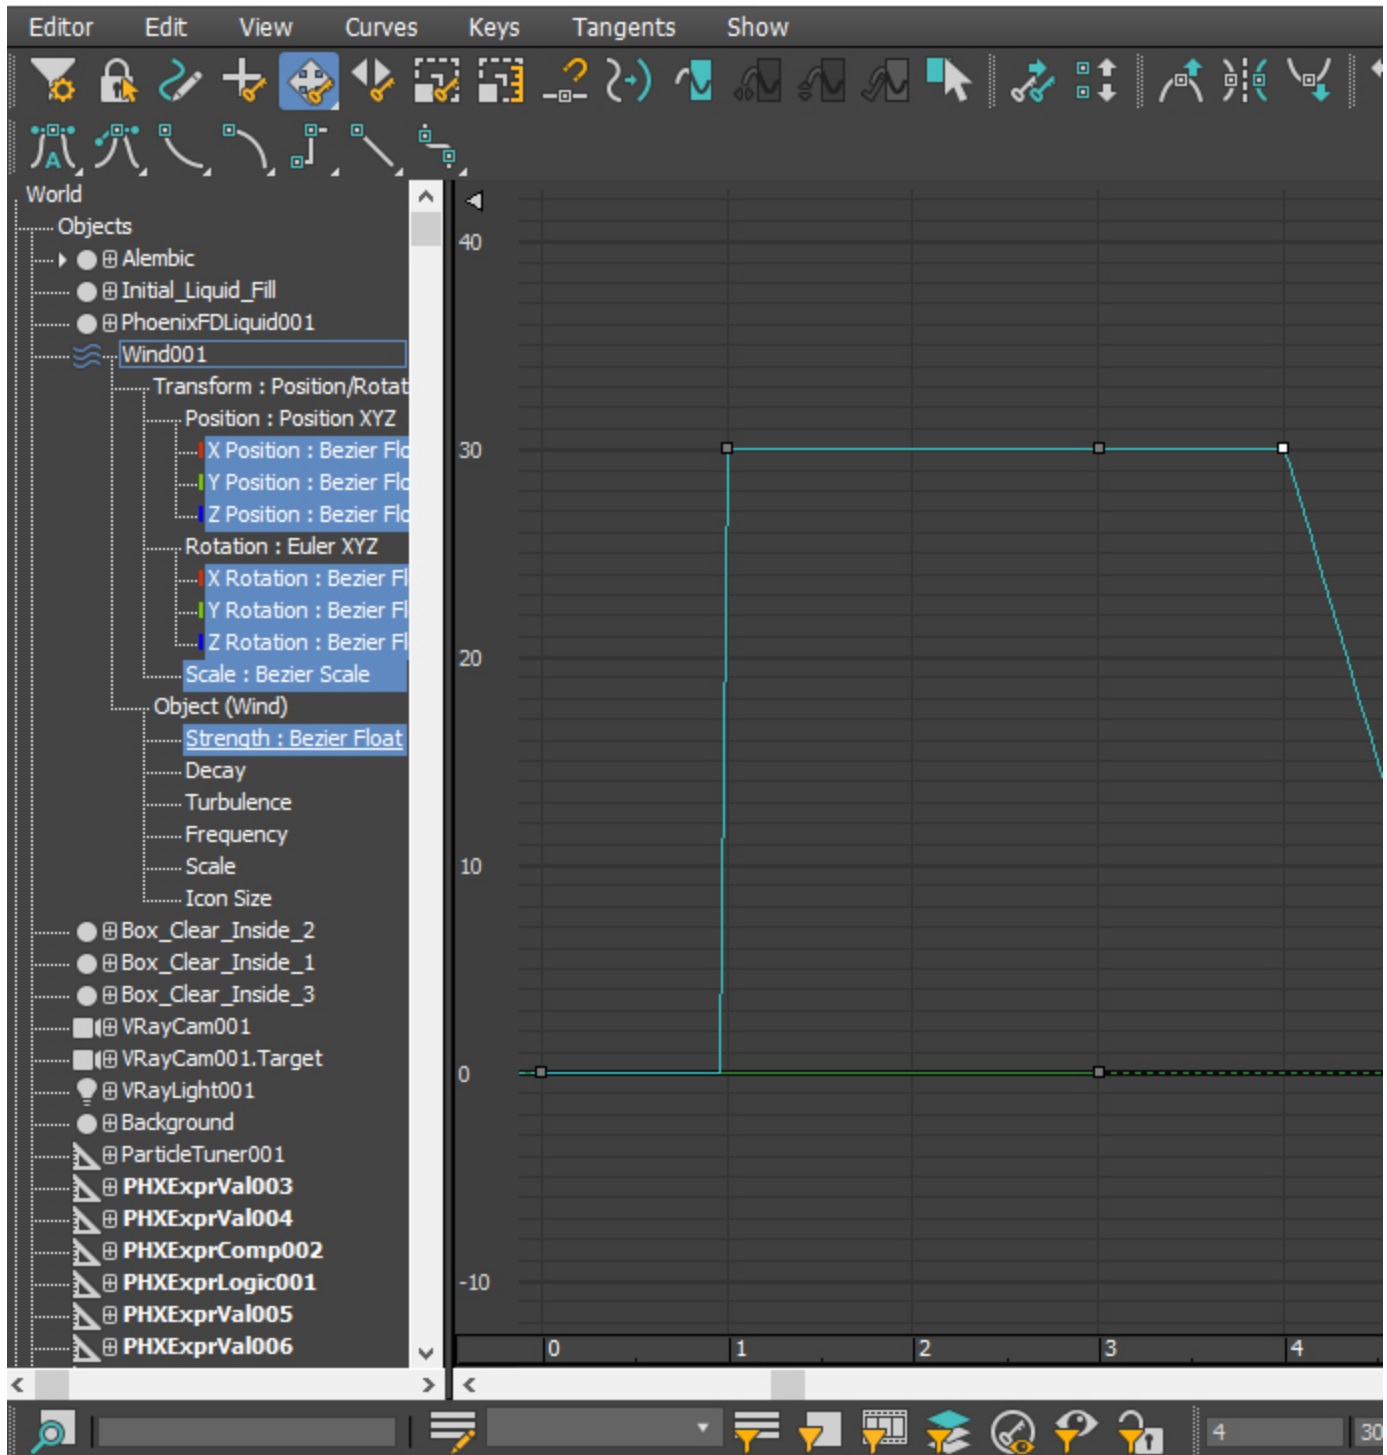 Editor Edit View Curves Keys Tangents Show
World
Objects
Alembic
Initial_Liquid_Fill
PhoenixFDLiquid001
Wind001
Transform : Position/Rotat
Position : Position XYZ
X Position : Bezier Flo
Y Position : Bezier Flo
Z Position : Bezier Flo
Rotation : Euler XYZ
X Rotation : Bezier Fl
Y Rotation : Bezier Fl
Z Rotation : Bezier Fl
Scale : Bezier Scale
Object (Wind)
Strength : Bezier Float
Decay
Turbulence
Frequency
Scale
Icon Size
Box_Clear_Inside_2
Box_Clear_Inside_1
Box_Clear_Inside_3
VRayCam001
VRayCam001.Target
VRayLight001
Background
ParticleTuner001
PHXExprVal003
PHXExprVal004
PHXExprComp002
PHXExprLogic001
PHXExprVal005
PHXExprVal006
40
30
20
10
0
-10
0 1 2 3 4
4 30